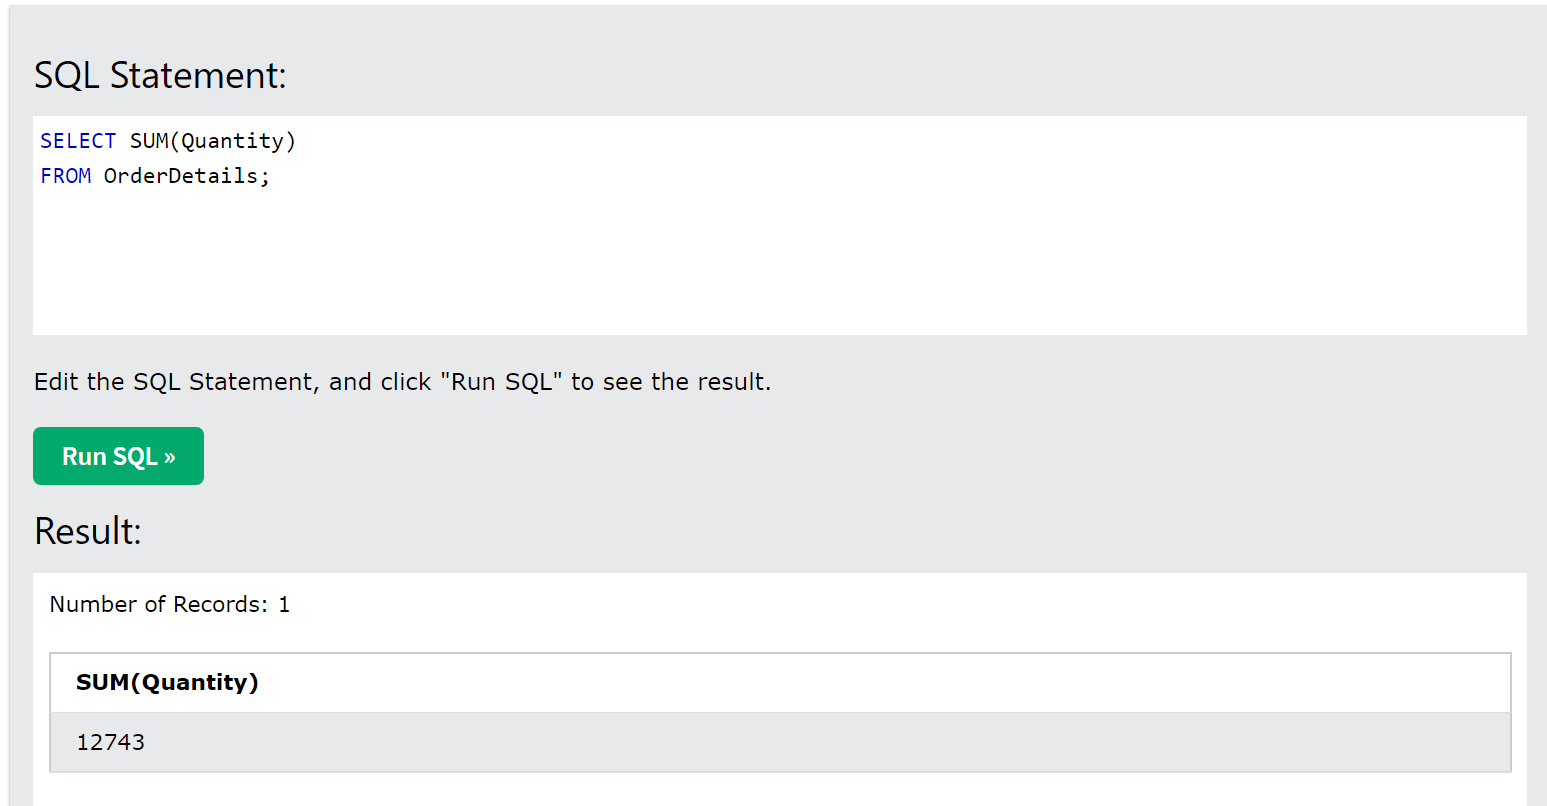 SQL Statement:
SELECT SUM(Quantity)
FROM OrderDetails;
Edit the SQL Statement, and click "Run SQL" to see the result.
Run SQL »
Result:
Number of Records: 1
SUM(Quantity)
12743